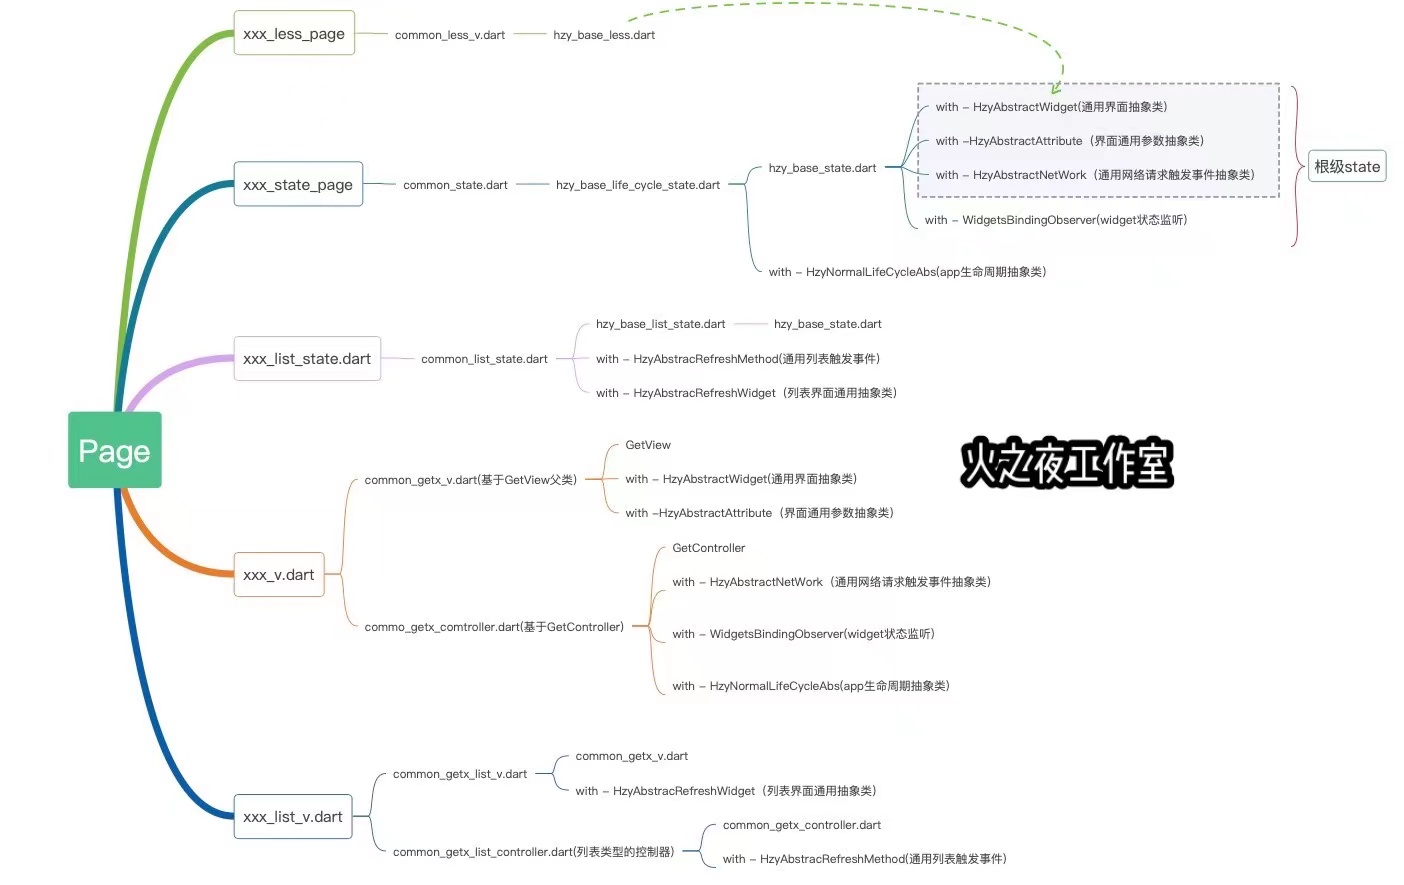 Page
xxx_less_page
common_less_v.dart
hzy_base_less.dart
xxx_state_page
common_state.dart
hzy_base_life_cycle_state.dart
hzy_base_state.dart
with - HzyAbstractWidget(通用界面抽象类)
with -HzyAbstractAttribute（界面通用参数抽象类）
with - HzyAbstractNetWork（通用网络请求触发事件抽象类）
with - WidgetsBindingObserver(widget状态监听)
根级state
with - HzyNormalLifeCycleAbs(app生命周期抽象类)
xxx_list_state.dart
common_list_state.dart
hzy_base_list_state.dart
hzy_base_state.dart
with - HzyAbstracRefreshMethod(通用列表触发事件)
with - HzyAbstracRefreshWidget（列表界面通用抽象类）
火之夜工作室
xxx_v.dart
common_getx_v.dart(基于GetView父类)
GetView
with - HzyAbstractWidget(通用界面抽象类)
with -HzyAbstractAttribute（界面通用参数抽象类）
commo_getx_comtroller.dart(基于GetController)
GetController
with - HzyAbstractNetWork（通用网络请求触发事件抽象类）
with - WidgetsBindingObserver(widget状态监听)
with - HzyNormalLifeCycleAbs(app生命周期抽象类)
xxx_list_v.dart
common_getx_list_v.dart
common_getx_v.dart
with - HzyAbstracRefreshWidget（列表界面通用抽象类）
common_getx_list_controller.dart(列表类型的控制器)
common_getx_controller.dart
with - HzyAbstracRefreshMethod(通用列表触发事件)